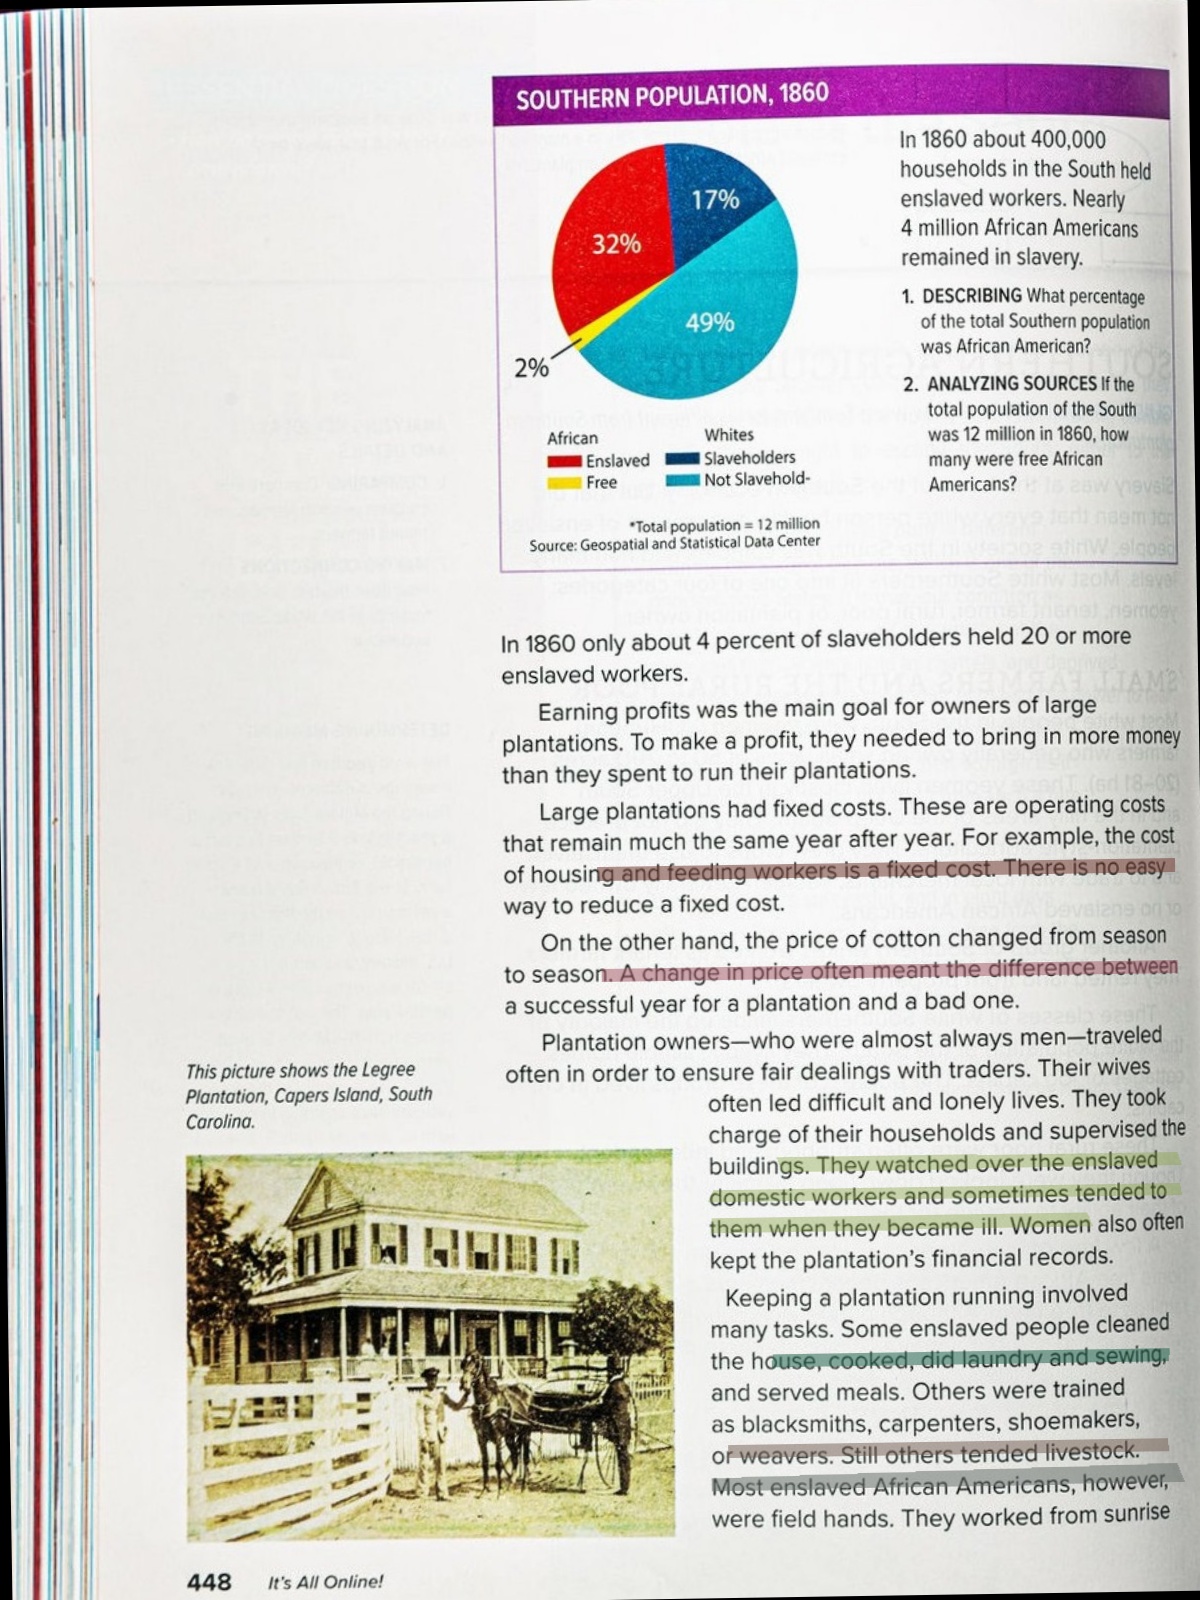 SOUTHERN POPULATION, 1860
17%
32%
49%
2%
African
Enslaved
Free
Whites
Slaveholders
Not Slavehold-
*Total population = 12 million
Source: Geospatial and Statistical Data Center
In 1860 about 400,000
households in the South held
enslaved workers. Nearly
4 million African Americans
remained in slavery.
1. DESCRIBING What percentage
of the total Southern population
was African American?
2. ANALYZING SOURCES If the
total population of the South
was 12 million in 1860, how
many were free African
Americans?
In 1860 only about 4 percent of slaveholders held 20 or more
enslaved workers.
Earning profits was the main goal for owners of large
plantations. To make a profit, they needed to bring in more money
than they spent to run their plantations.
Large plantations had fixed costs. These are operating costs
that remain much the same year after year. For example, the cost
of housing and feeding workers is a fixed cost. There is no easy
way to reduce a fixed cost.
On the other hand, the price of cotton changed from season
to season. A change in price often meant the difference between
a successful year for a plantation and a bad one.
Plantation owners—who were almost always men—traveled
often in order to ensure fair dealings with traders. Their wives
often led difficult and lonely lives. They took
charge of their households and supervised the
buildings. They watched over the enslaved
domestic workers and sometimes tended to
them when they became ill. Women also often
kept the plantation's financial records.
Keeping a plantation running involved
many tasks. Some enslaved people cleaned
the house, cooked, did laundry and sewing,
and served meals. Others were trained
as blacksmiths, carpenters, shoemakers,
or weavers. Still others tended livestock.
Most enslaved African Americans, however,
were field hands. They worked from sunrise
This picture shows the Legree
Plantation, Capers Island, South
Carolina.
448 It's All Online!